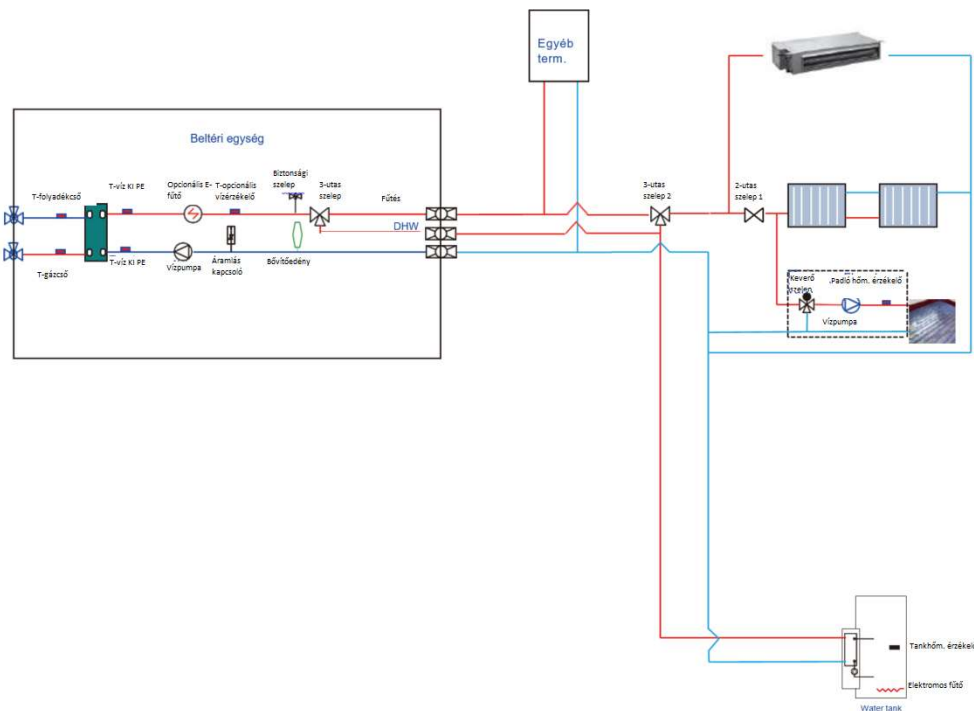 Egyéb
term.
Beltéri egység
T-folyadékcső
T-víz KI PE
Opcionális E-
fűtő
T-opcionális
vízérzékelő
Biztonsági
szelep
3-utas
szelep
Fűtés
3-utas
szelep 2
2-utas
szelep 1
DHW
T-gázcső
T-víz KI PE
Vízpumpa
Áramlás
kapcsoló
Bővítőedény
Keverő
szelep
.Padló hőm. érzékelő
Vízpumpa
Tankhőm. érzékelő
Elektromos fűtő
Water tank